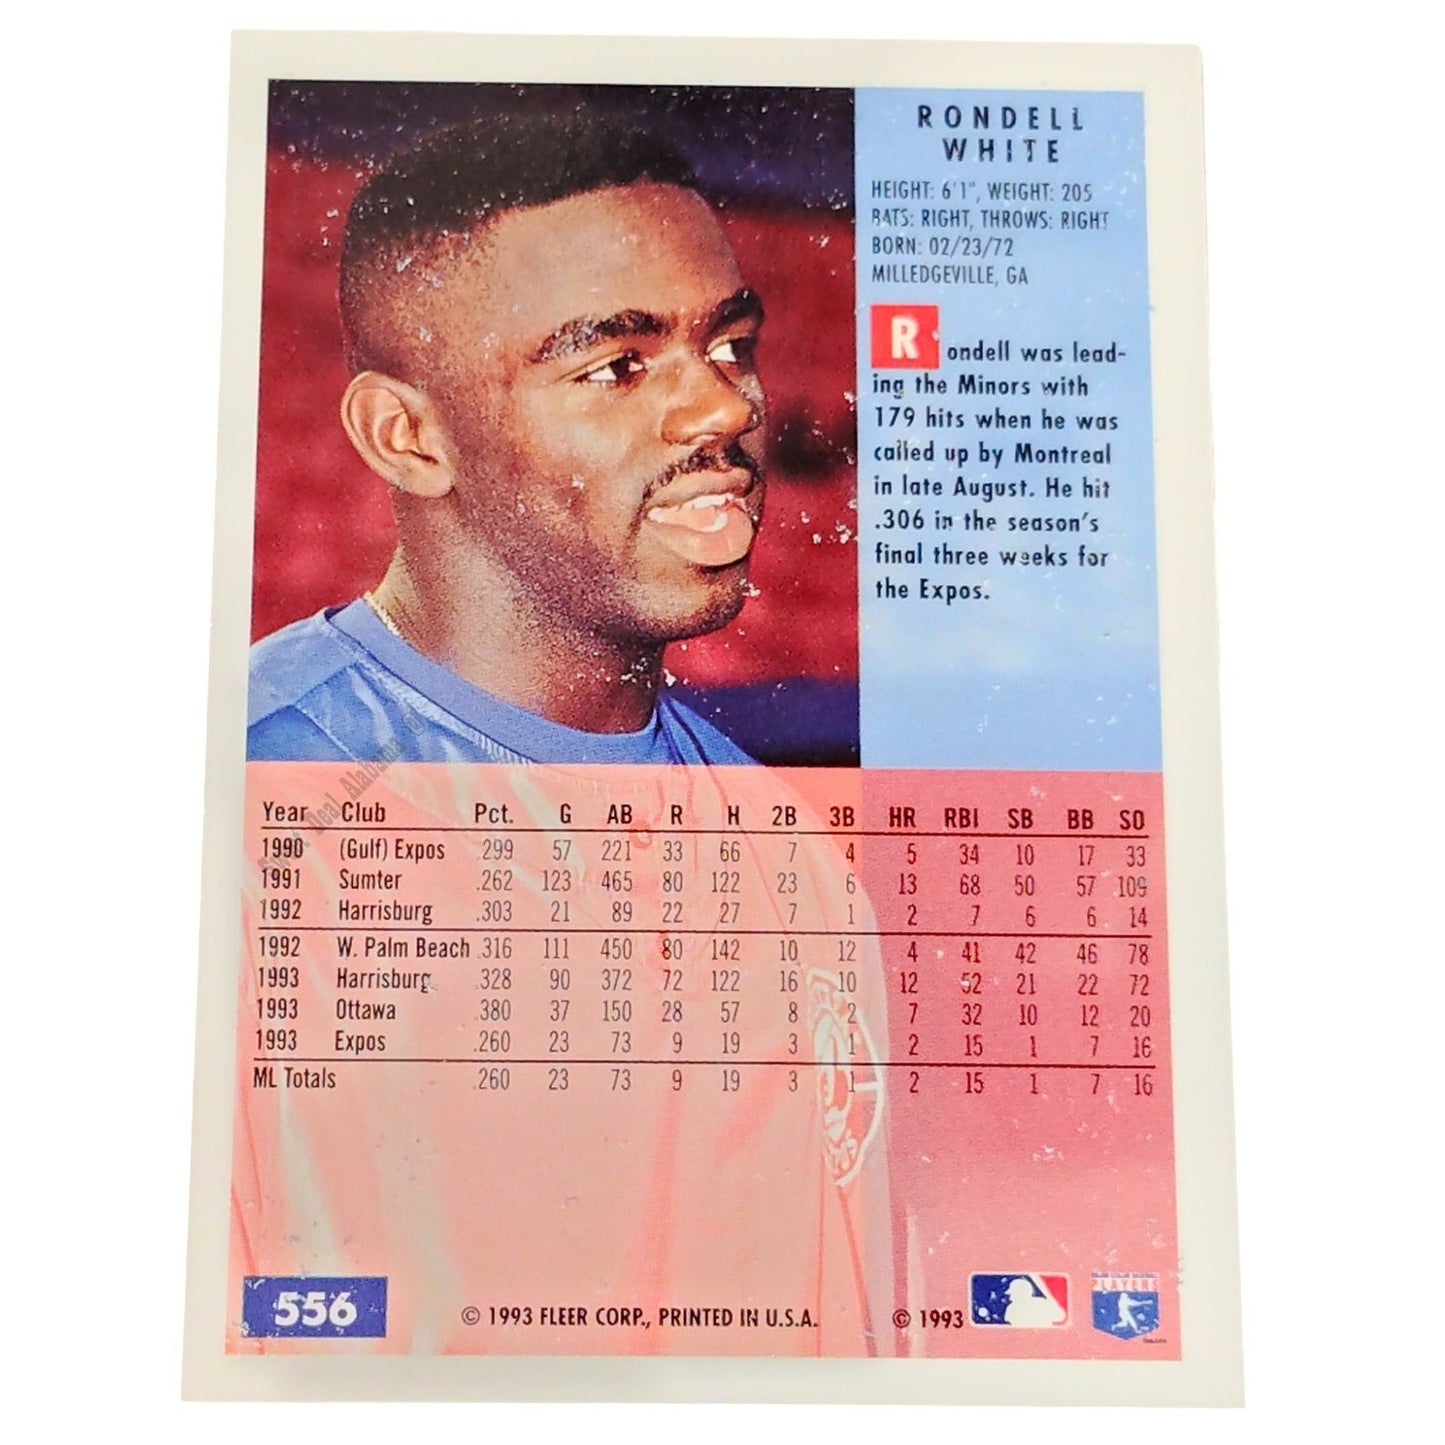 RONDELL
WHITE
HEIGHT: 6'1", WEIGHT: 205
BATS: RIGHT, THROWS: RIGHT
BORN: 02/23/72
MILLEDGEVILLE, GA
Rondell was lead-
ing the Minors with
179 hits when he was
called up by Montreal
in late August. He hit
.306 in the season's
final three weeks for
the Expos.
Year Club Pct. G AB R H 2B 3B HR RBI SB BB SO
1990 (Gulf) Expos .299 57 221 33 66 7 4 5 34 10 17 33
1991 Sumter .262 123 465 80 122 23 6 13 68 50 57 109
1992 Harrisburg .303 21 89 22 27 7 1 2 7 6 6 14
1992 W. Palm Beach .316 111 450 80 142 10 12 4 41 42 46 78
1993 Harrisburg .328 90 372 72 122 16 10 12 52 21 22 72
1993 Ottawa .380 37 150 28 57 8 2 7 32 10 12 20
1993 Expos .260 23 73 9 19 3 1 2 15 1 7 16
ML Totals .260 23 73 9 19 3 1 2 15 1 7 16
Deal Alabama
556
© 1993 FLEER CORP., PRINTED IN U.S.A.
© 1993
PLAYERS